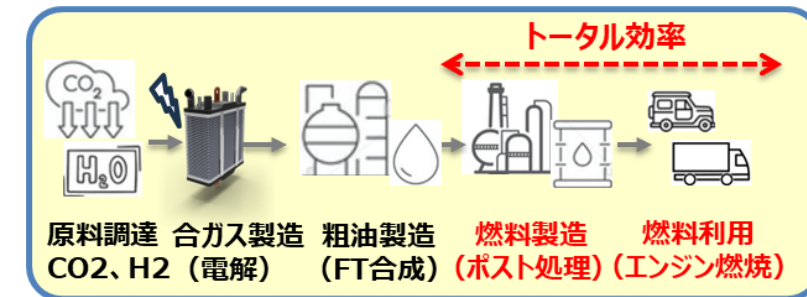 トータル効率
CO2
H2O
原料調達 合ガス製造 粗油製造 燃料製造 燃料利用
CO2、H2 (電解) (FT合成) (ポスト処理) (エンジン燃焼)